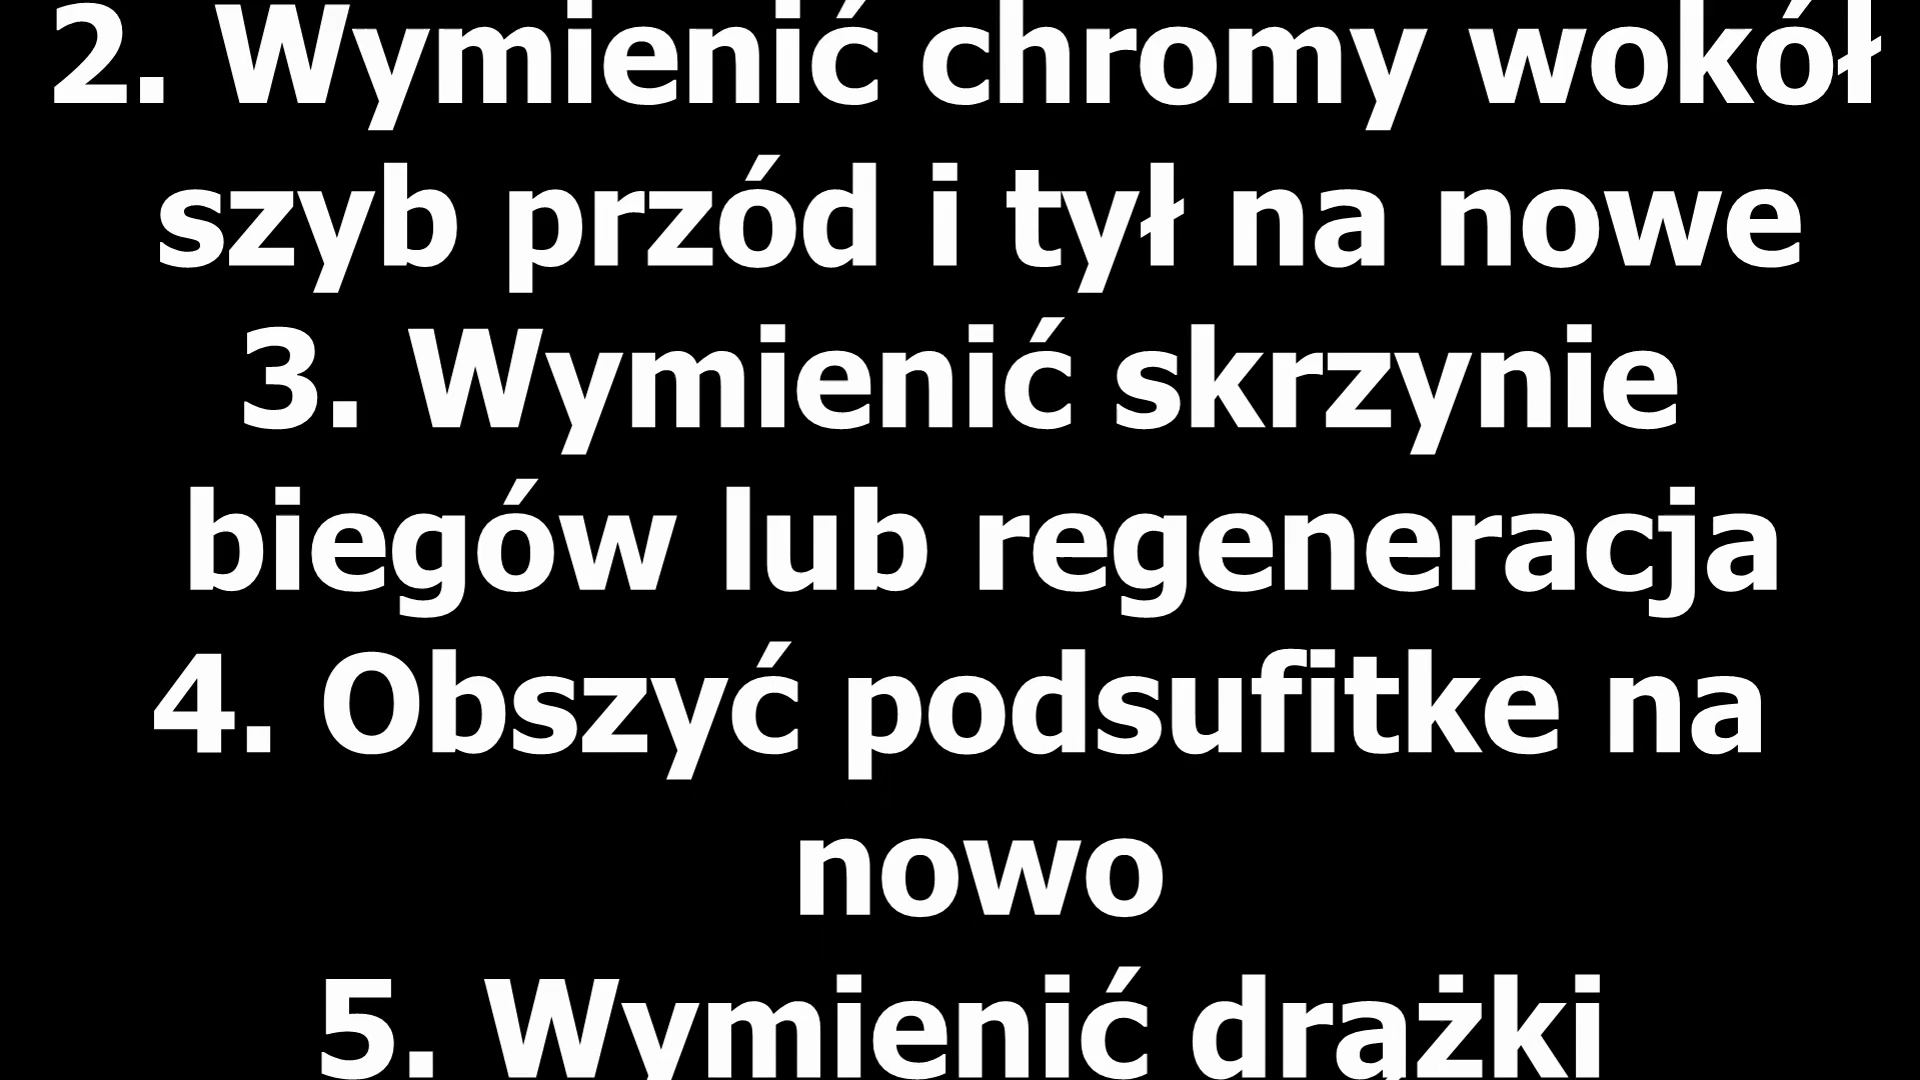 2. Wymienić chromy wokół
szyb przód i tył na nowe
3. Wymienić skrzynie
biegów lub regeneracja
4. Obszyć podsufitke na
nowo
5. Wymienić drążki